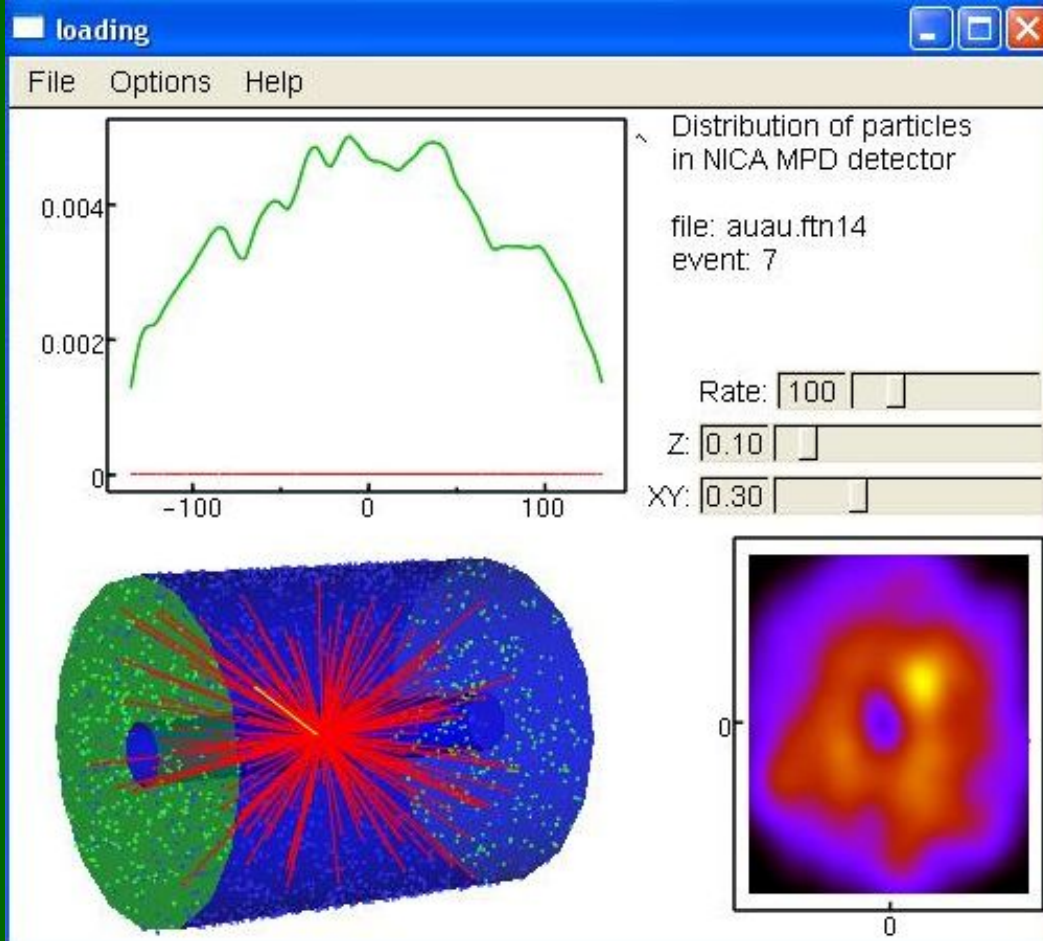 loading
File Options Help
Distribution of particles
in NICA MPD detector
file: auau.ftn14
event: 7
0.004
0.002
0
-100 0 100
Rate: 100
Z: 0.10
XY: 0.30
0
0